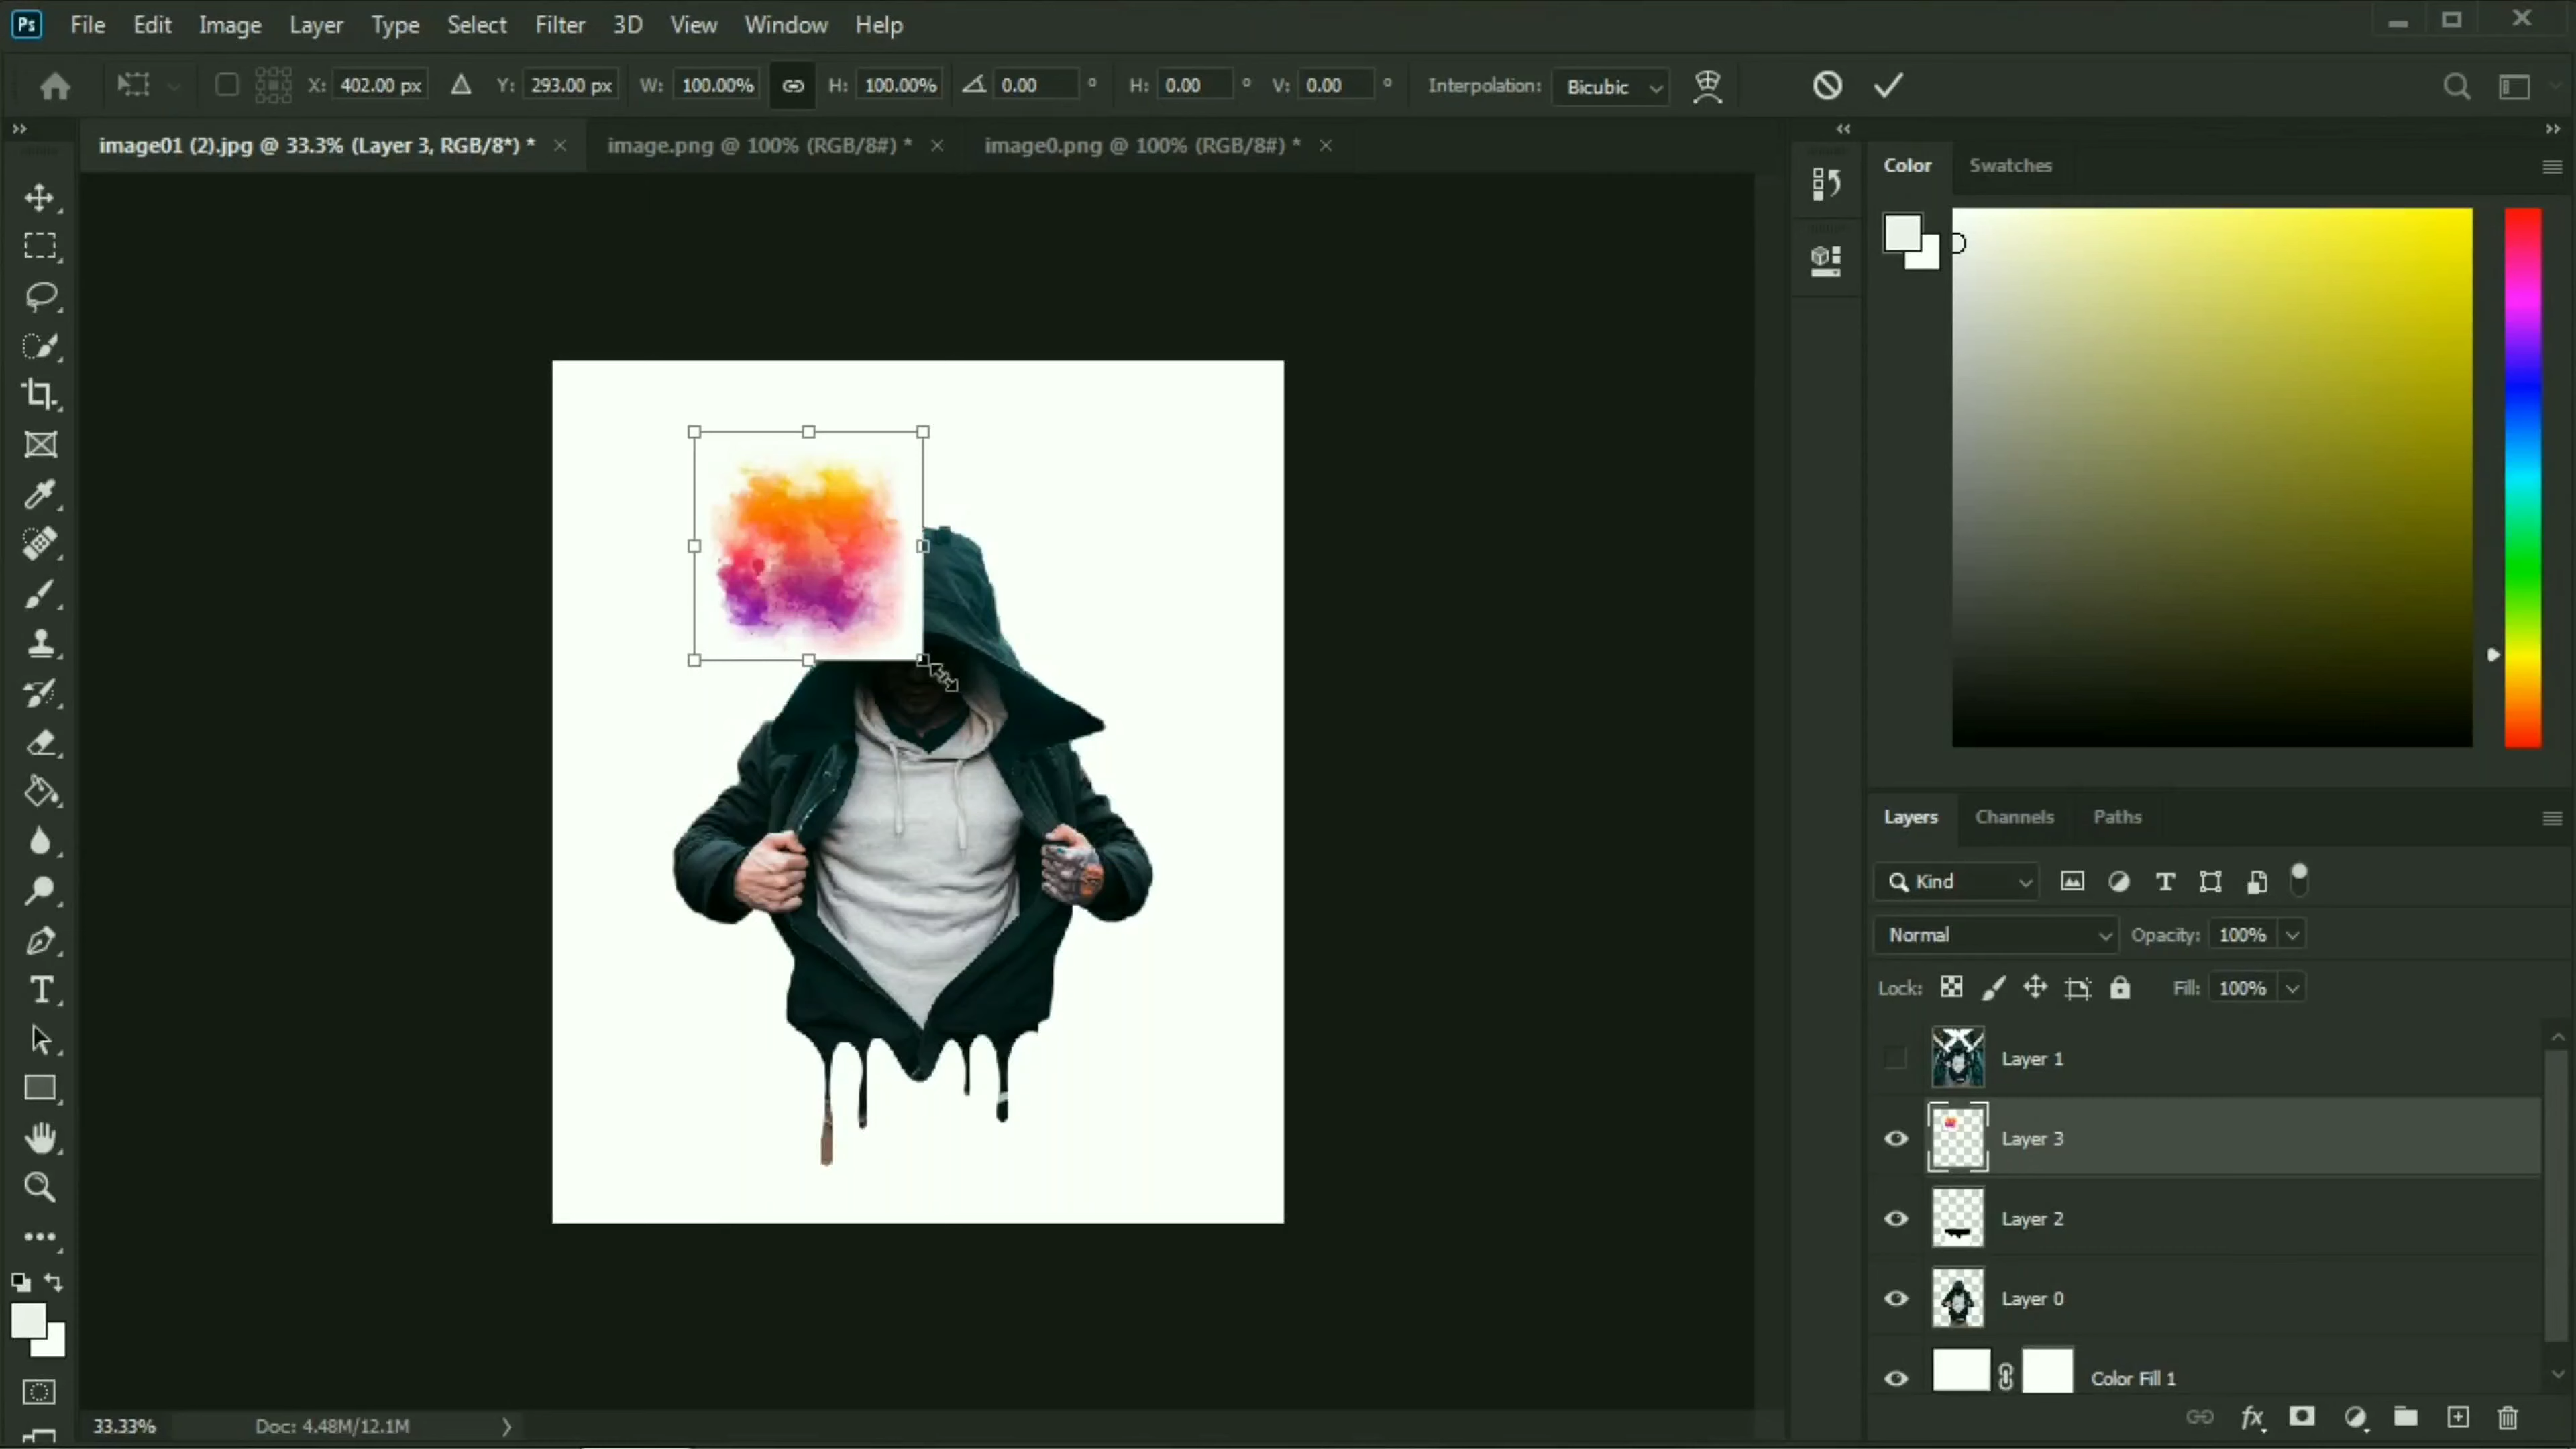 Ps File Edit Image Layer Type Select Filter 3D View Window Help
X: 402.00 px Y: 293.00 px W: 100.00% H: 100.00% 0.00 ° H: 0.00 ° V: 0.00 ° Interpolation: Bicubic
image01 (2).jpg @ 33.3% (Layer 3, RGB/8*) * × image.png @ 100% (RGB/8#) * × image0.png @ 100% (RGB/8#) * ×
Color Swatches
Layers Channels Paths
Kind
Normal Opacity: 100%
Lock: Fill: 100%
Layer 1
Layer 3
Layer 2
Layer 0
Color Fill 1
fx
33.33% Doc: 4.48M/12.1M